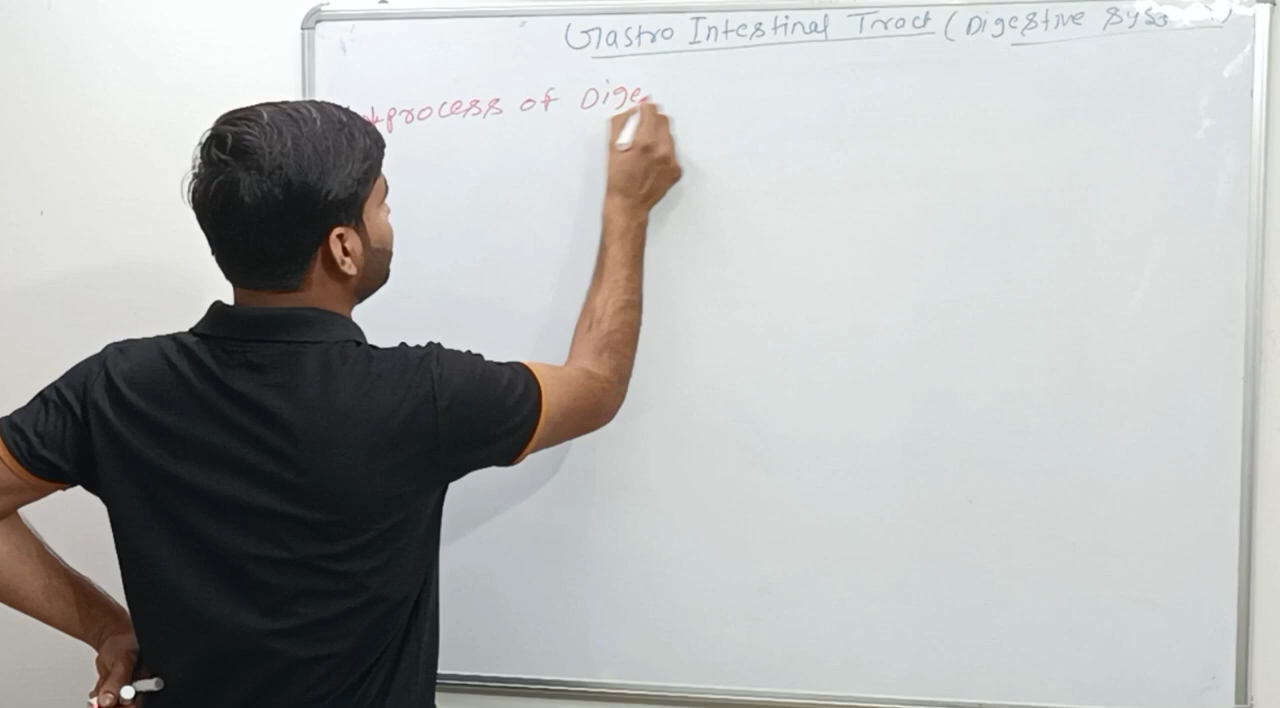 Gastro Intestinal Tract (Digestive Sys
process of Dige